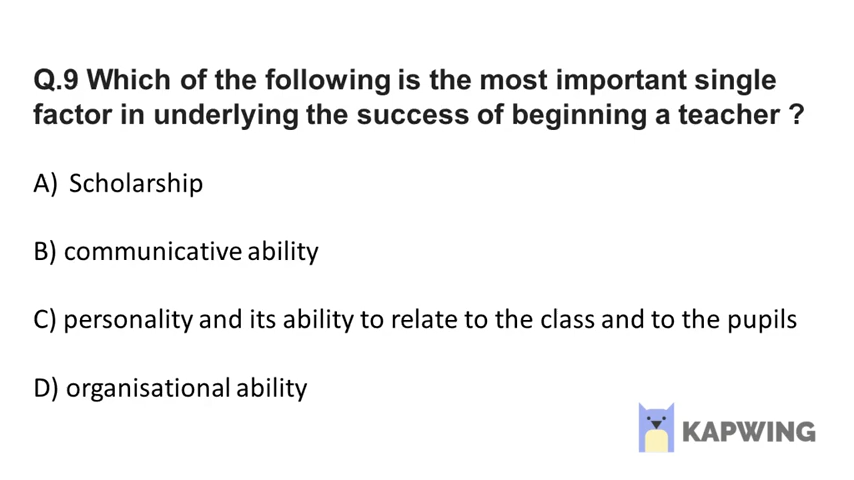 Q.9 Which of the following is the most important single
factor in underlying the success of beginning a teacher ?
A) Scholarship
B) communicative ability
C) personality and its ability to relate to the class and to the pupils
D) organisational ability
KAPWING